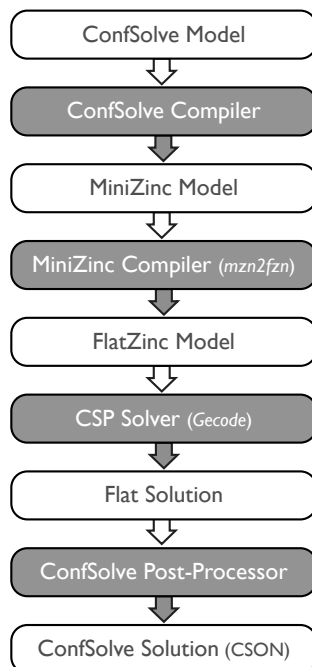 ConfSolve Model
ConfSolve Compiler
MiniZinc Model
MiniZinc Compiler (mzn2fzn)
FlatZinc Model
CSP Solver (Gecode)
Flat Solution
ConfSolve Post-Processor
ConfSolve Solution (CSON)